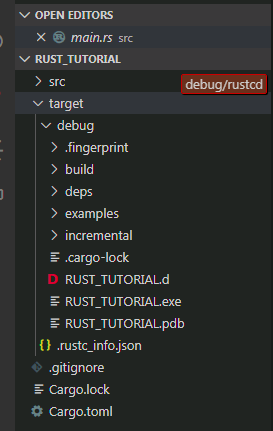 OPEN EDITORS
main.rs src
RUST_TUTORIAL
src
debug/rustcd
target
debug
.fingerprint
build
deps
examples
incremental
.cargo-lock
D RUST_TUTORIAL.d
RUST_TUTORIAL.exe
RUST_TUTORIAL.pdb
{.} .rustc_info.json
.gitignore
Cargo.lock
Cargo.toml